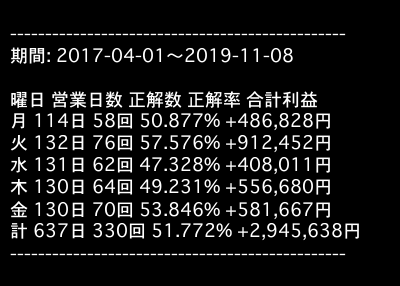 ------------------------------------------------
期間: 2017-04-01〜2019-11-08
曜日 営業日数 正解数 正解率 合計利益
月 114日 58回 50.877% +486,828円
火 132日 76回 57.576% +912,452円
水 131日 62回 47.328% +408,011円
木 130日 64回 49.231% +556,680円
金 130日 70回 53.846% +581,667円
計 637日 330回 51.772% +2,945,638円
------------------------------------------------